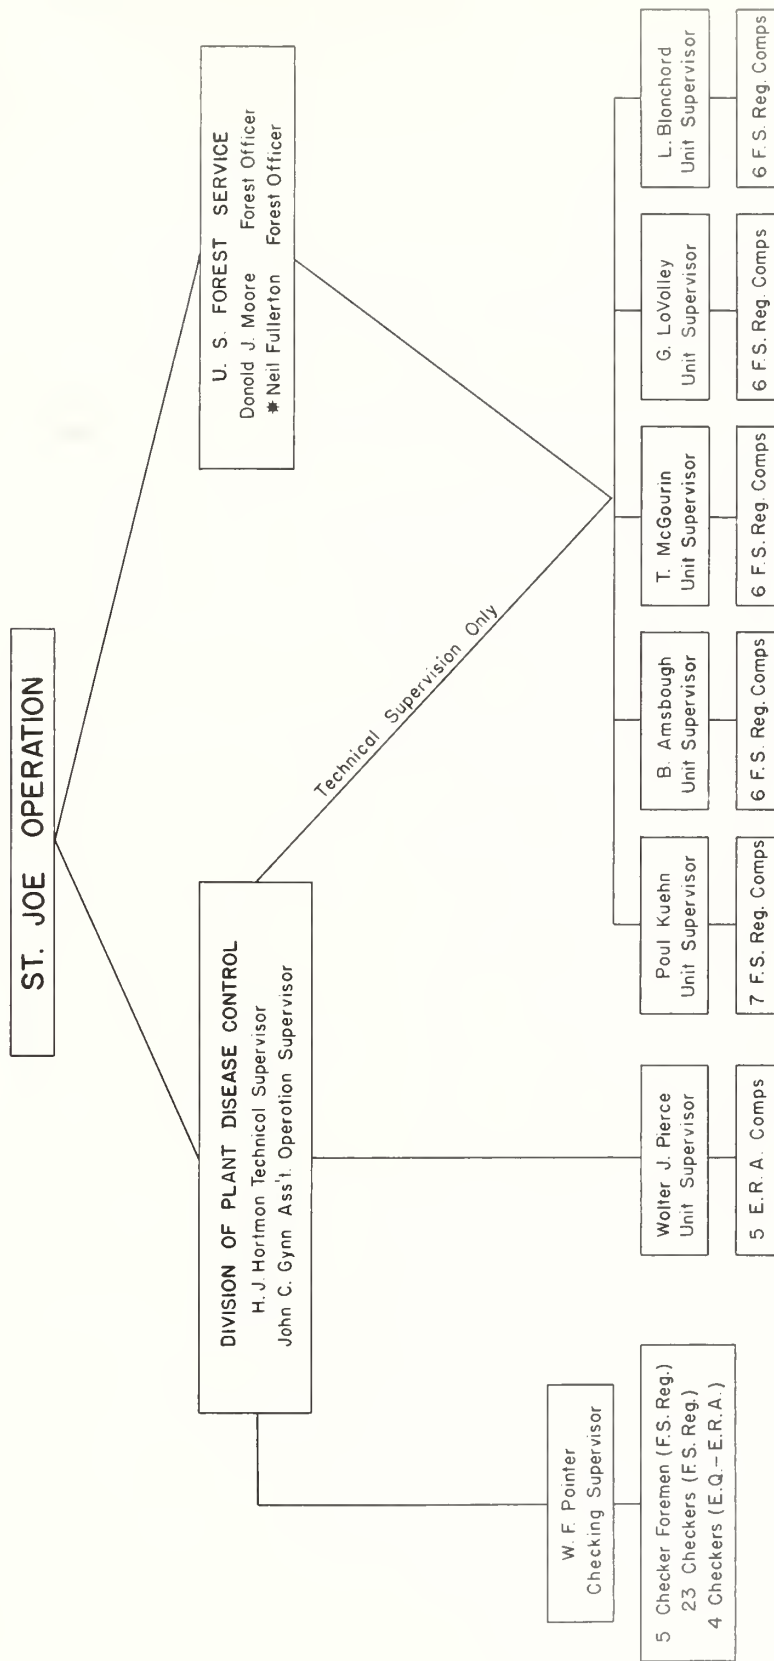 ST. JOE OPERATION
DIVISION OF PLANT DISEASE CONTROL
H. J. Hortmon Technical Supervisor
John C. Gynn Ass't. Operation Supervisor
U. S. FOREST SERVICE
Donold J. Moore Forest Officer
* Neil Fullerton Forest Officer
Technical Supervision Only
W. F. Pointer
Checking Supervisor
5 Checker Foremen (F.S. Reg.)
23 Checkers (F.S. Reg.)
4 Checkers (E.Q.-E.R.A.)
Wolter J. Pierce
Unit Supervisor
5 E.R.A. Comps
Poul Kuehn
Unit Supervisor
7 F.S. Reg. Comps
B. Amsbough
Unit Supervisor
6 F.S. Reg. Comps
T. McGourin
Unit Supervisor
6 F.S. Reg. Comps
G. LoVolley
Unit Supervisor
6 F.S. Reg. Comps
L. Blonchord
Unit Supervisor
6 F.S. Reg. Comps